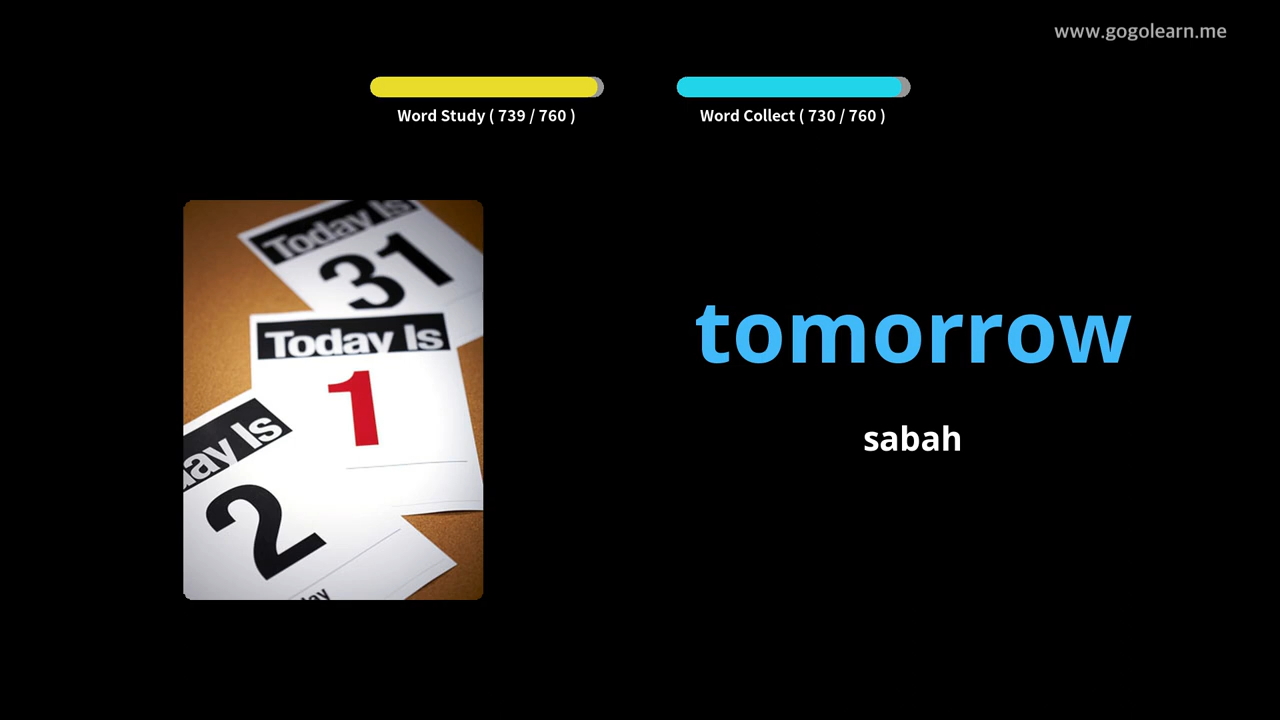 www.gogolearn.me
Word Study ( 739 / 760 )
Word Collect ( 730 / 760 )
Today Is
31
Today Is
1
Is
2
tomorrow
sabah